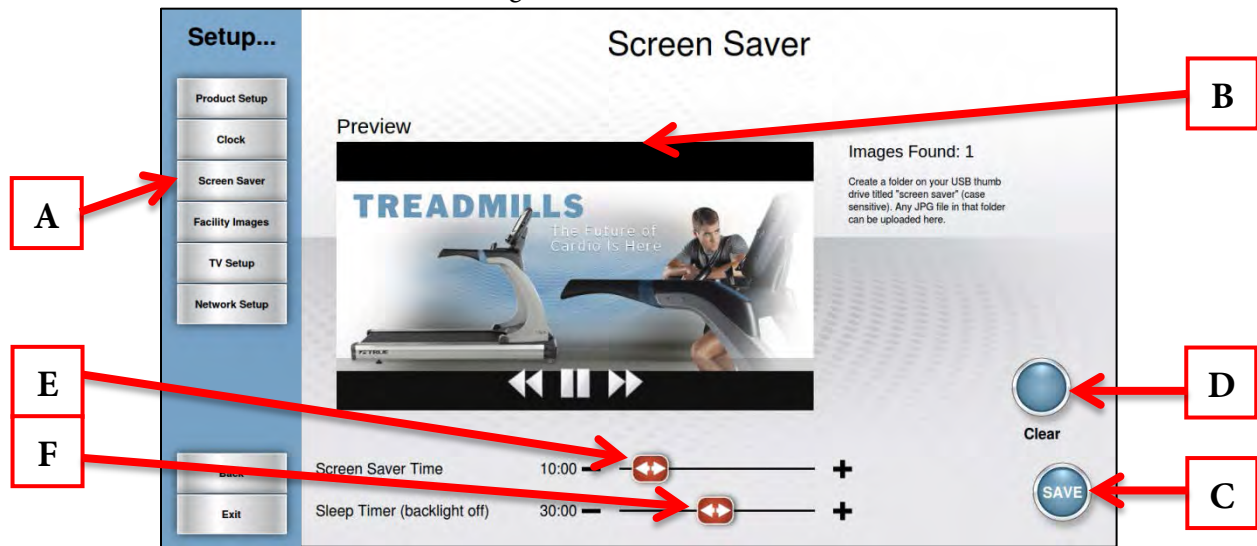 Setup...
Screen Saver
Product Setup
Clock
Screen Saver
Facility Images
TV Setup
Network Setup
Back
Exit
Preview
TREADMILLS
The Future of
Cardio Is Here
TRUE
Images Found: 1
Create a folder on your USB thumb
drive titled "screen saver" (case
sensitive). Any JPG file in that folder
can be uploaded here.
Clear
SAVE
Screen Saver Time 10:00
Sleep Timer (backlight off) 30:00
A
B
C
D
E
F